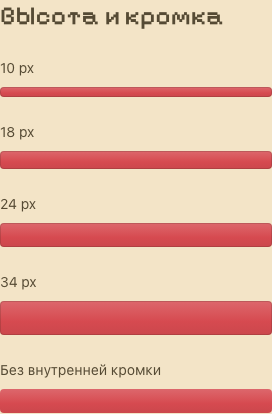 Высота и кромка
10 px
18 px
24 px
34 px
Без внутренней кромки